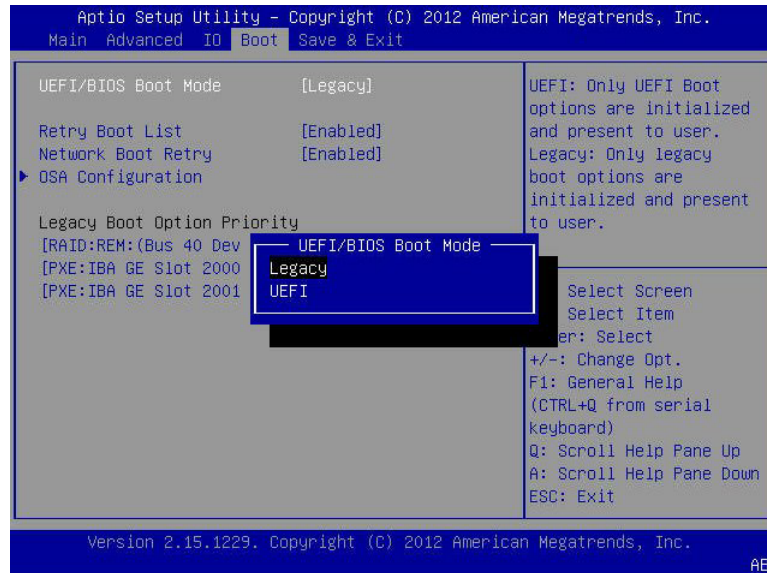 Aptio Setup Utility – Copyright (C) 2012 American Megatrends, Inc.
Main Advanced IO Boot Save & Exit
UEFI/BIOS Boot Mode [Legacy]
Retry Boot List [Enabled]
Network Boot Retry [Enabled]
OSA Configuration
Legacy Boot Option Priority
[RAID:REM:(Bus 40 Dev
[PXE:IBA GE Slot 2000
[PXE:IBA GE Slot 2001
UEFI/BIOS Boot Mode
Legacy
UEFI
UEFI: Only UEFI Boot
options are initialized
and present to user.
Legacy: Only legacy
boot options are
initialized and present
to user.
Select Screen
Select Item
er: Select
+/-: Change Opt.
F1: General Help
(CTRL+Q from serial
keyboard)
Q: Scroll Help Pane Up
A: Scroll Help Pane Down
ESC: Exit
Version 2.15.1229. Copyright (C) 2012 American Megatrends, Inc.
AB